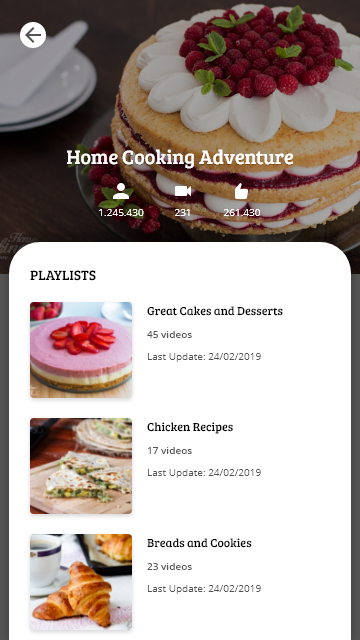 Home Cooking Adventure
1.245.430 231 261.430
PLAYLISTS
Great Cakes and Desserts
45 videos
Last Update: 24/02/2019
Chicken Recipes
17 videos
Last Update: 24/02/2019
Breads and Cookies
23 videos
Last Update: 24/02/2019